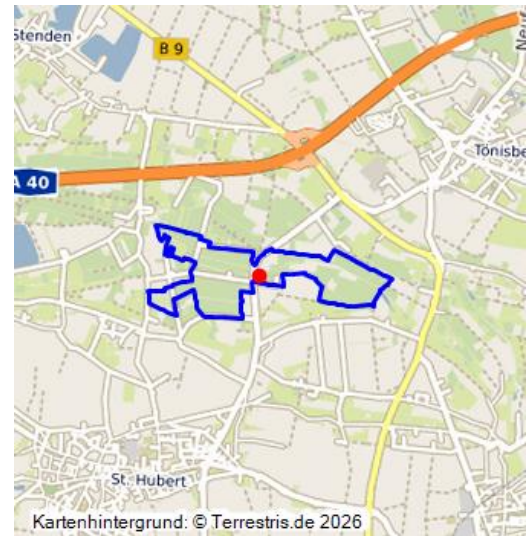 Stenden
B 9
Tönisbe
A 40
St. Hubert
Kartenhintergrund: © Terrestris.de 2026